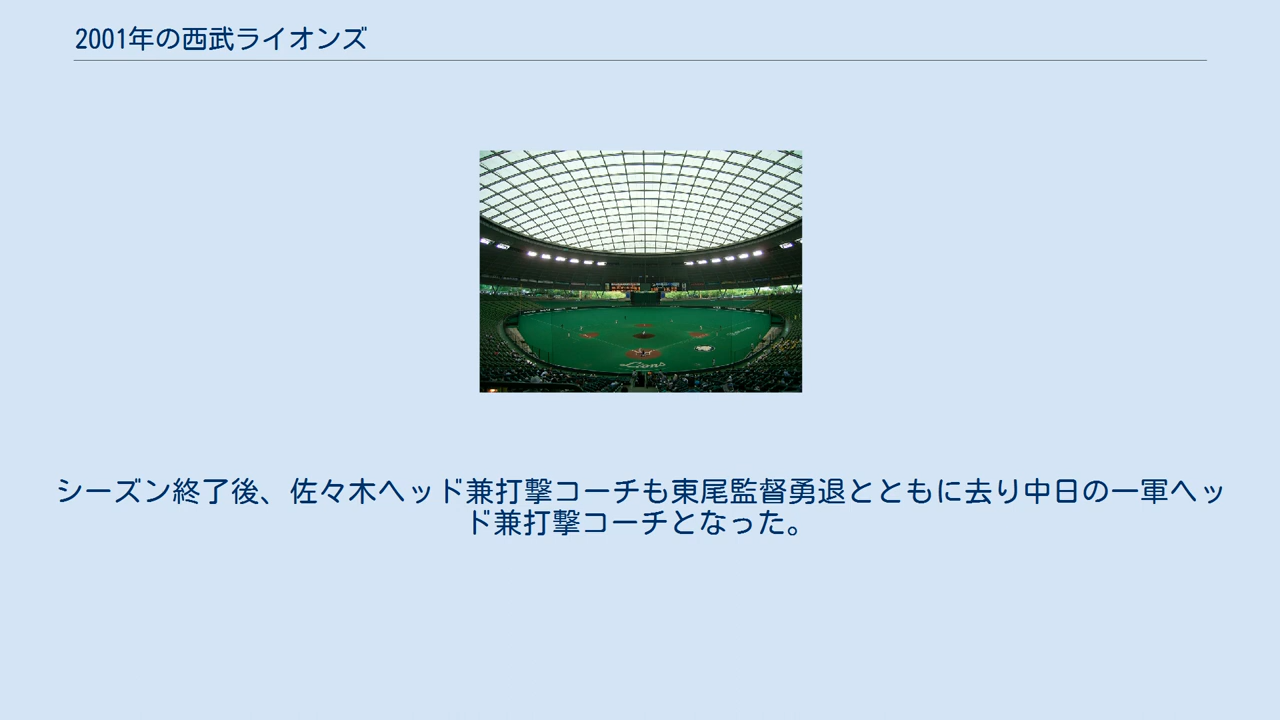 2001年の西武ライオンズ
Lions
シーズン終了後、佐々木ヘッド兼打撃コーチも東尾監督勇退とともに去り中日の一軍ヘッ
ド兼打撃コーチとなった。